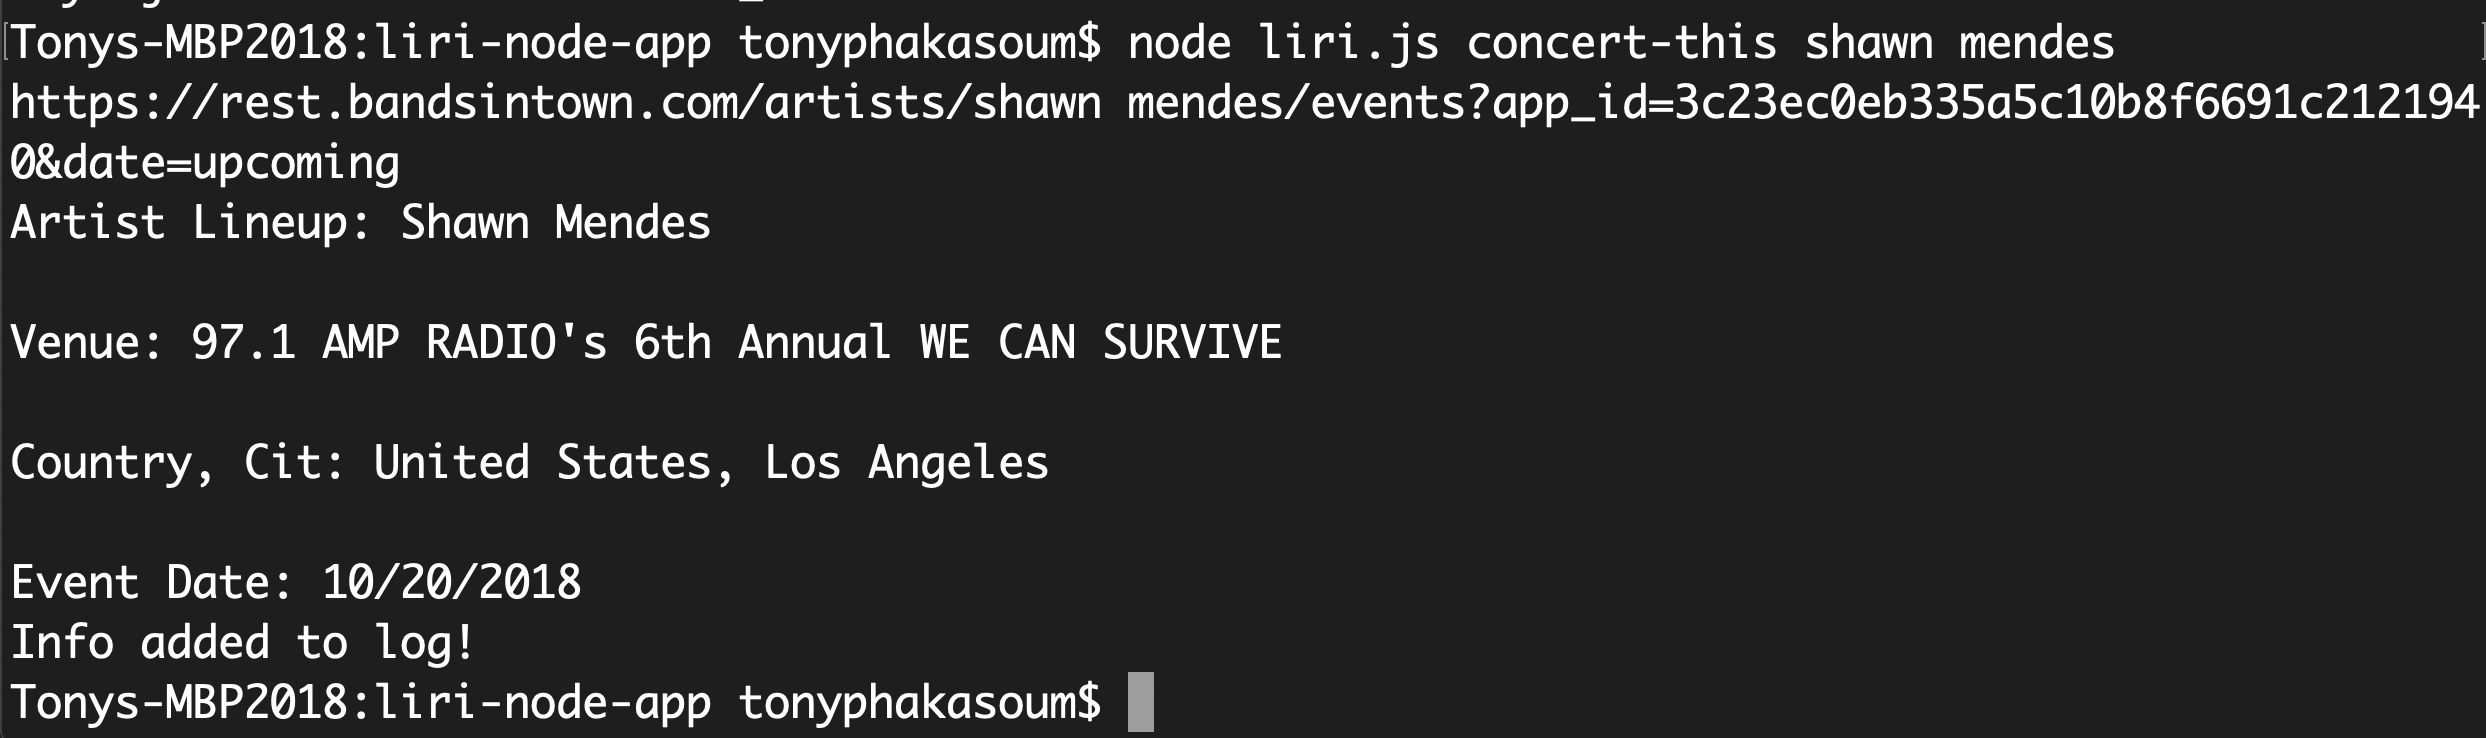 Tonys-MBP2018:liri-node-app tonyphakasoum$ node liri.js concert-this shawn mendes
https://rest.bandsintown.com/artists/shawn mendes/events?app_id=3c23ec0eb335a5c10b8f6691c212194
0&date=upcoming
Artist Lineup: Shawn Mendes
Venue: 97.1 AMP RADIO's 6th Annual WE CAN SURVIVE
Country, Cit: United States, Los Angeles
Event Date: 10/20/2018
Info added to log!
Tonys-MBP2018:liri-node-app tonyphakasoum$